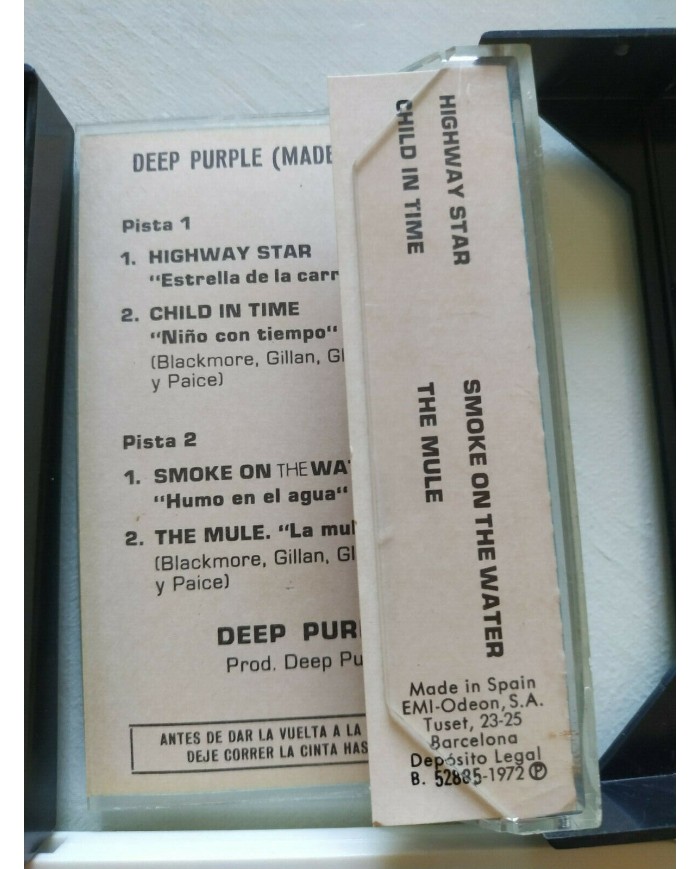 DEEP PURPLE (MADE
Pista 1
1. HIGHWAY STAR
"Estrella de la carr
2. CHILD IN TIME
"Niño con tiempo"
(Blackmore, Gillan, Gl
y Paice)
Pista 2
1. SMOKE ON THE WAT
"Humo en el agua"
2. THE MULE. "La mul
(Blackmore, Gillan, Gl
y Paice)
DEEP PURP
Prod. Deep Pu
ANTES DE DAR LA VUELTA A LA
DEJE CORRER LA CINTA HAS
HIGHWAY STAR
CHILD IN TIME
SMOKE ON THE WATER
THE MULE
Made in Spain
EMI-Odeon, S.A.
Tuset, 23-25
Barcelona
Depósito Legal
B. 52885-1972 Ⓟ